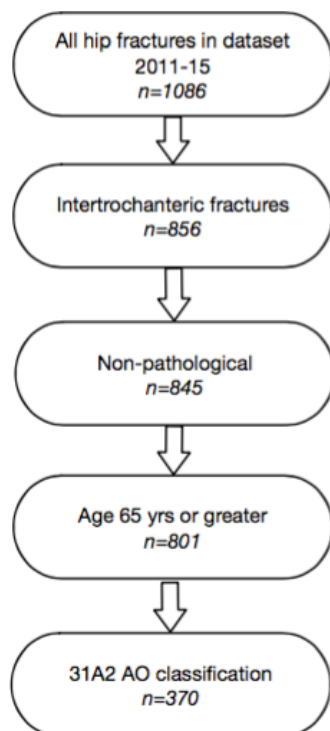 All hip fractures in dataset
2011-15
n=1086
Intertrochanteric fractures
n=856
Non-pathological
n=845
Age 65 yrs or greater
n=801
31A2 AO classification
n=370